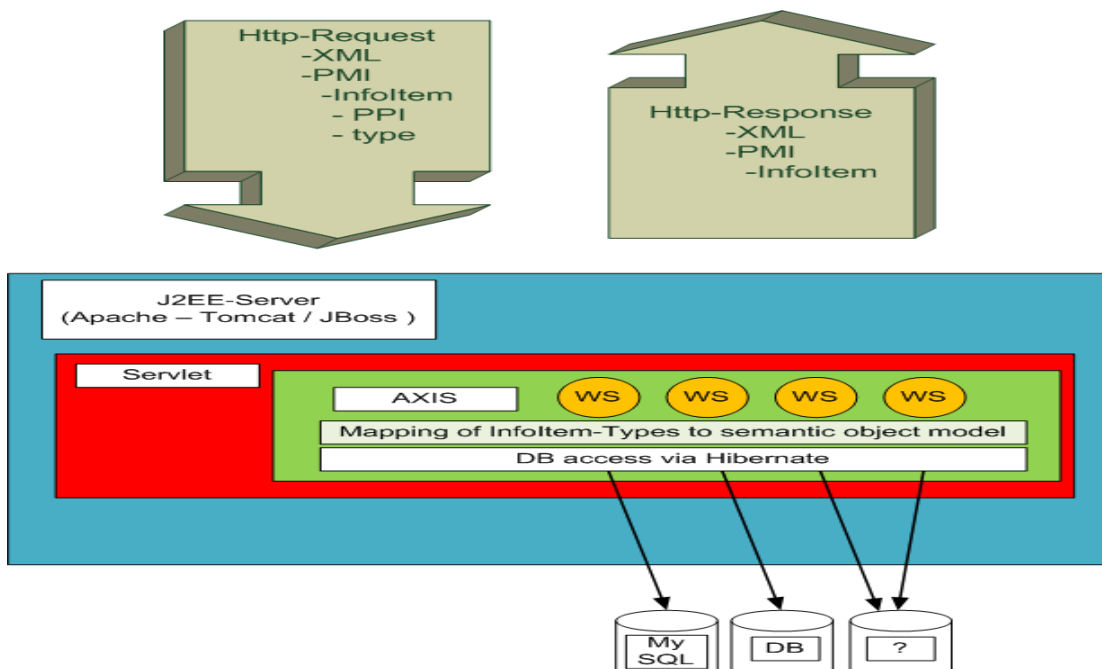 Http-Request
-XML
-PMI
-InfoItem
- PPI
- type
Http-Response
-XML
-PMI
-InfoItem
J2EE-Server
(Apache – Tomcat / JBoss )
Servlet
AXIS
WS
WS
WS
WS
Mapping of InfoItem-Types to semantic object model
DB access via Hibernate
My
SQL
DB
?